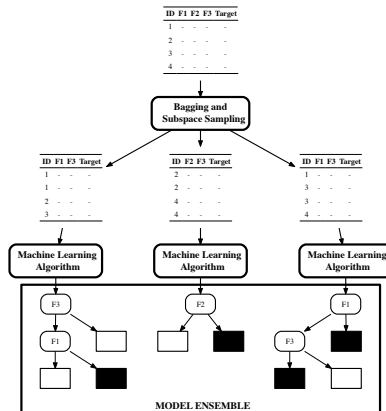 ID F1 F2 F3 Target
1 - - - -
2 - - - -
3 - - - -
4 - - - -
Bagging and
Subspace Sampling
ID F1 F3 Target
1 - - -
1 - - -
2 - - -
3 - - -
ID F2 F3 Target
2 - - -
2 - - -
4 - - -
4 - - -
ID F1 F3 Target
1 - - -
3 - - -
3 - - -
4 - - -
Machine Learning
Algorithm
Machine Learning
Algorithm
Machine Learning
Algorithm
F3
F1
F2
F1
F3
MODEL ENSEMBLE